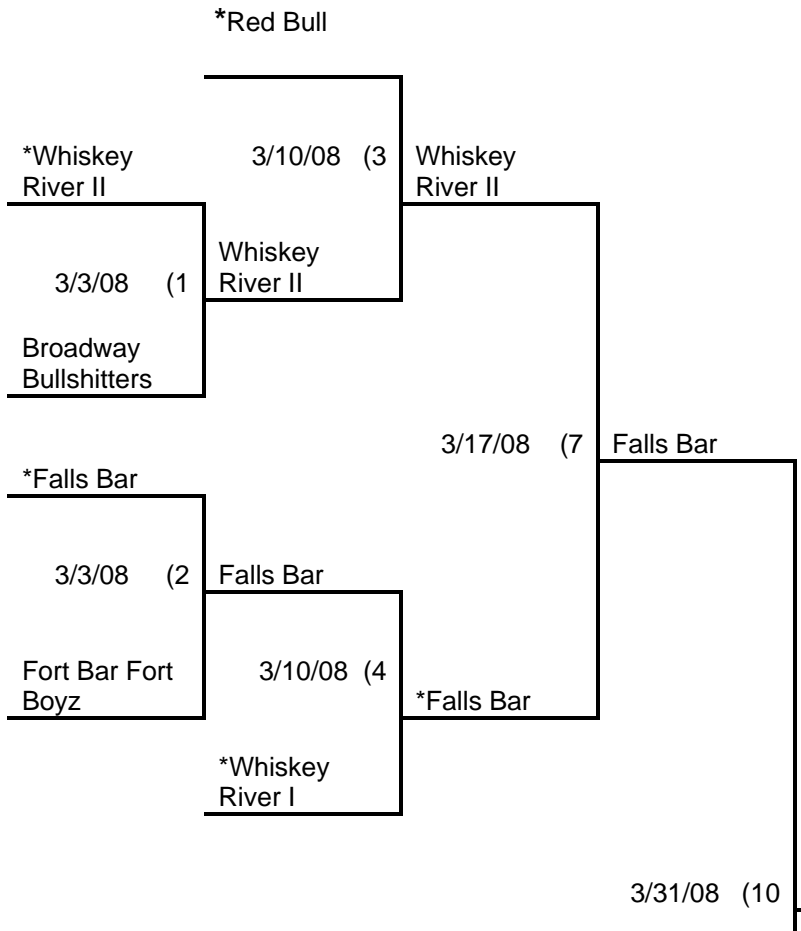 *Red Bull
*Whiskey
River II
3/10/08 (3
Whiskey
River II
3/3/08 (1
Whiskey
River II
Broadway
Bullshitters
3/17/08 (7
Falls Bar
*Falls Bar
3/3/08 (2
Falls Bar
Fort Bar Fort
Boyz
3/10/08 (4
*Falls Bar
*Whiskey
River I
3/31/08 (10